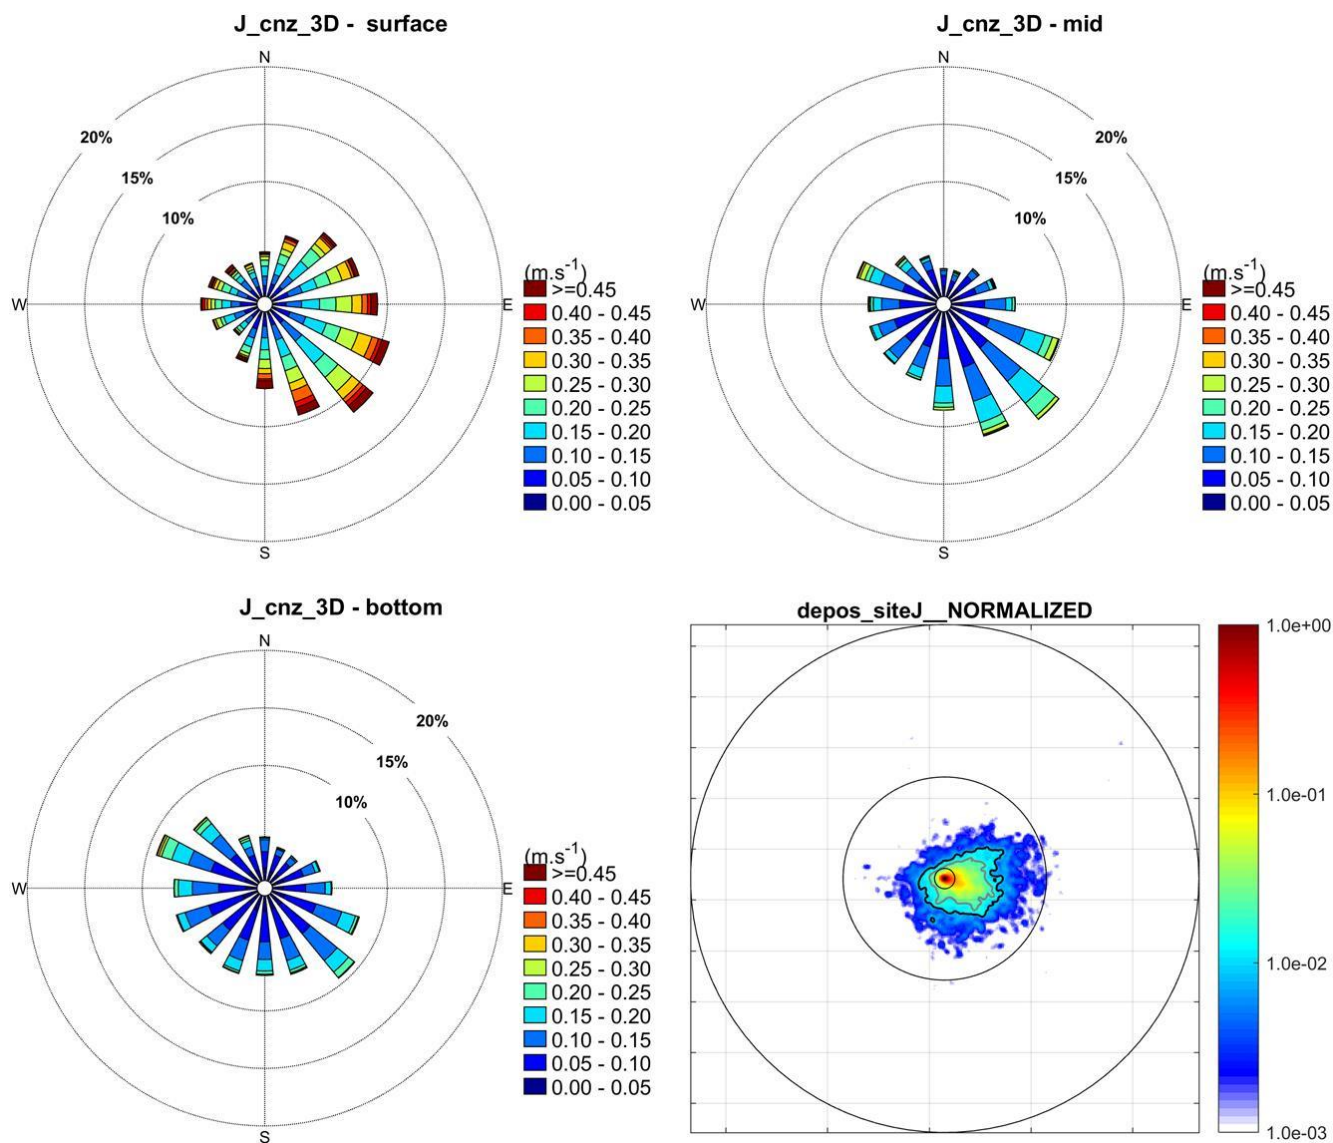 J_cnz_3D - surface
N
20%
15%
10%
W
E
S
(m.s-1)
>=0.45
0.40 - 0.45
0.35 - 0.40
0.30 - 0.35
0.25 - 0.30
0.20 - 0.25
0.15 - 0.20
0.10 - 0.15
0.05 - 0.10
0.00 - 0.05
J_cnz_3D - mid
N
20%
15%
10%
W
E
S
(m.s-1)
>=0.45
0.40 - 0.45
0.35 - 0.40
0.30 - 0.35
0.25 - 0.30
0.20 - 0.25
0.15 - 0.20
0.10 - 0.15
0.05 - 0.10
0.00 - 0.05
J_cnz_3D - bottom
N
20%
15%
10%
W
E
S
(m.s-1)
>=0.45
0.40 - 0.45
0.35 - 0.40
0.30 - 0.35
0.25 - 0.30
0.20 - 0.25
0.15 - 0.20
0.10 - 0.15
0.05 - 0.10
0.00 - 0.05
depos_siteJ__NORMALIZED
1.0e+00
1.0e-01
1.0e-02
1.0e-03